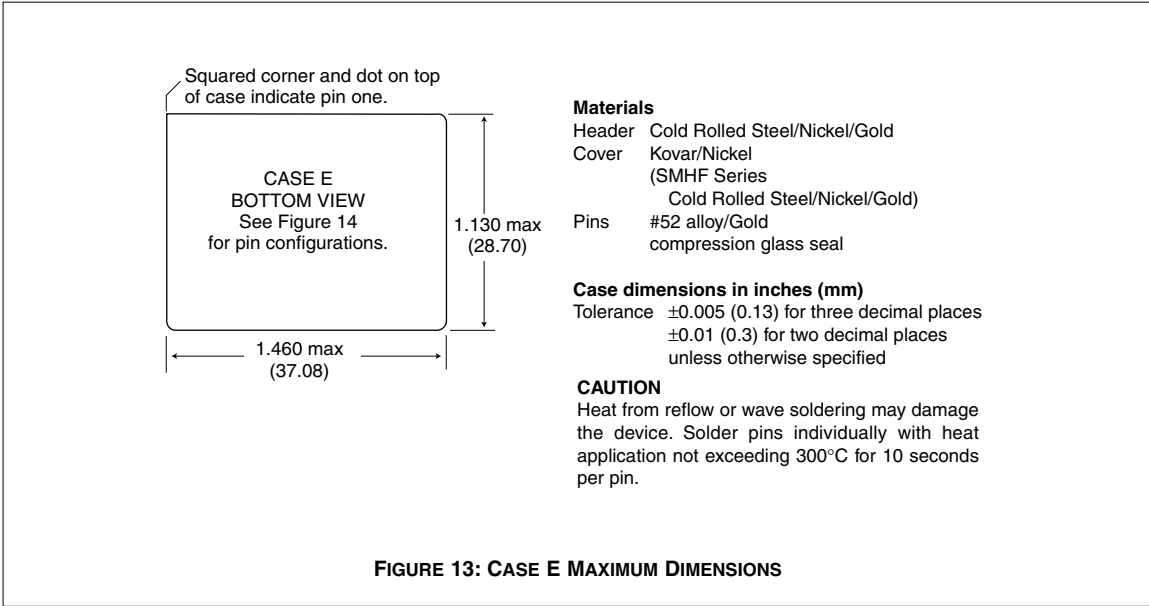 Squared corner and dot on top
of case indicate pin one.
CASE E
BOTTOM VIEW
See Figure 14
for pin configurations.
1.130 max
(28.70)
1.460 max
(37.08)
Materials
Header Cold Rolled Steel/Nickel/Gold
Cover Kovar/Nickel
(SMHF Series
Cold Rolled Steel/Nickel/Gold)
Pins #52 alloy/Gold
compression glass seal
Case dimensions in inches (mm)
Tolerance ±0.005 (0.13) for three decimal places
±0.01 (0.3) for two decimal places
unless otherwise specified
CAUTION
Heat from reflow or wave soldering may damage
the device. Solder pins individually with heat
application not exceeding 300°C for 10 seconds
per pin.
FIGURE 13: CASE E MAXIMUM DIMENSIONS